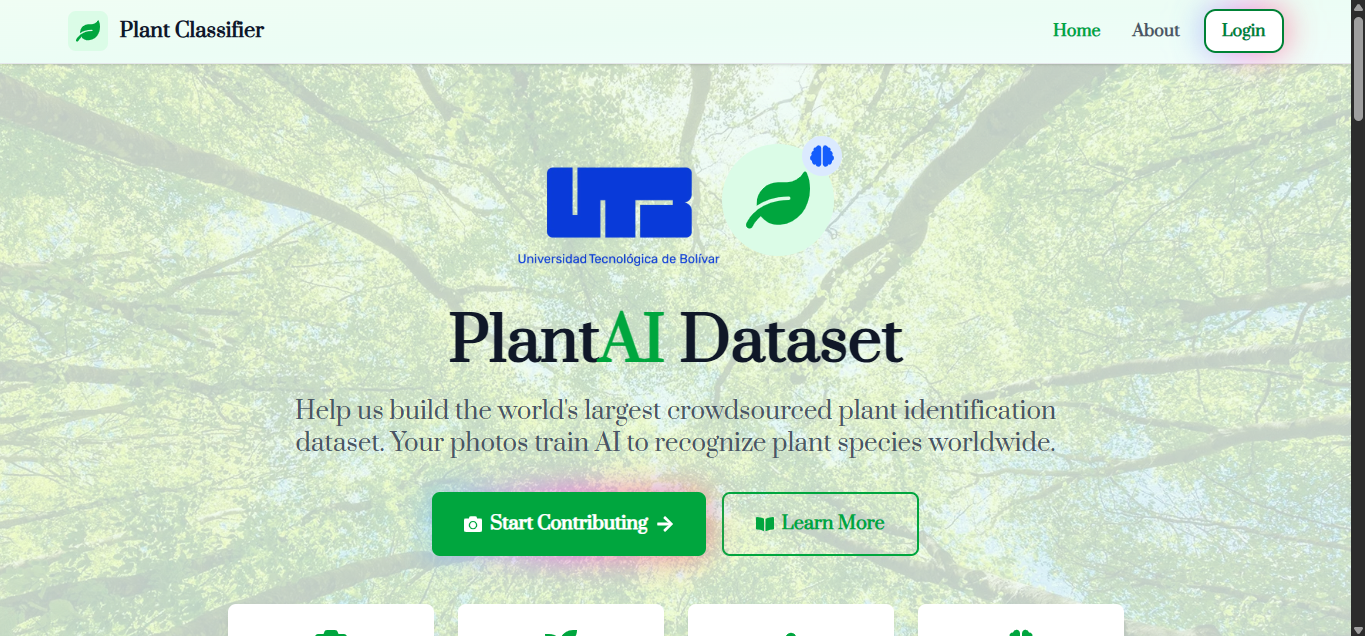 Plant Classifier
Home
About
Login
UTB
Universidad Tecnológica de Bolívar
PlantAI Dataset
Help us build the world's largest crowdsourced plant identification
dataset. Your photos train AI to recognize plant species worldwide.
Start Contributing
Learn More